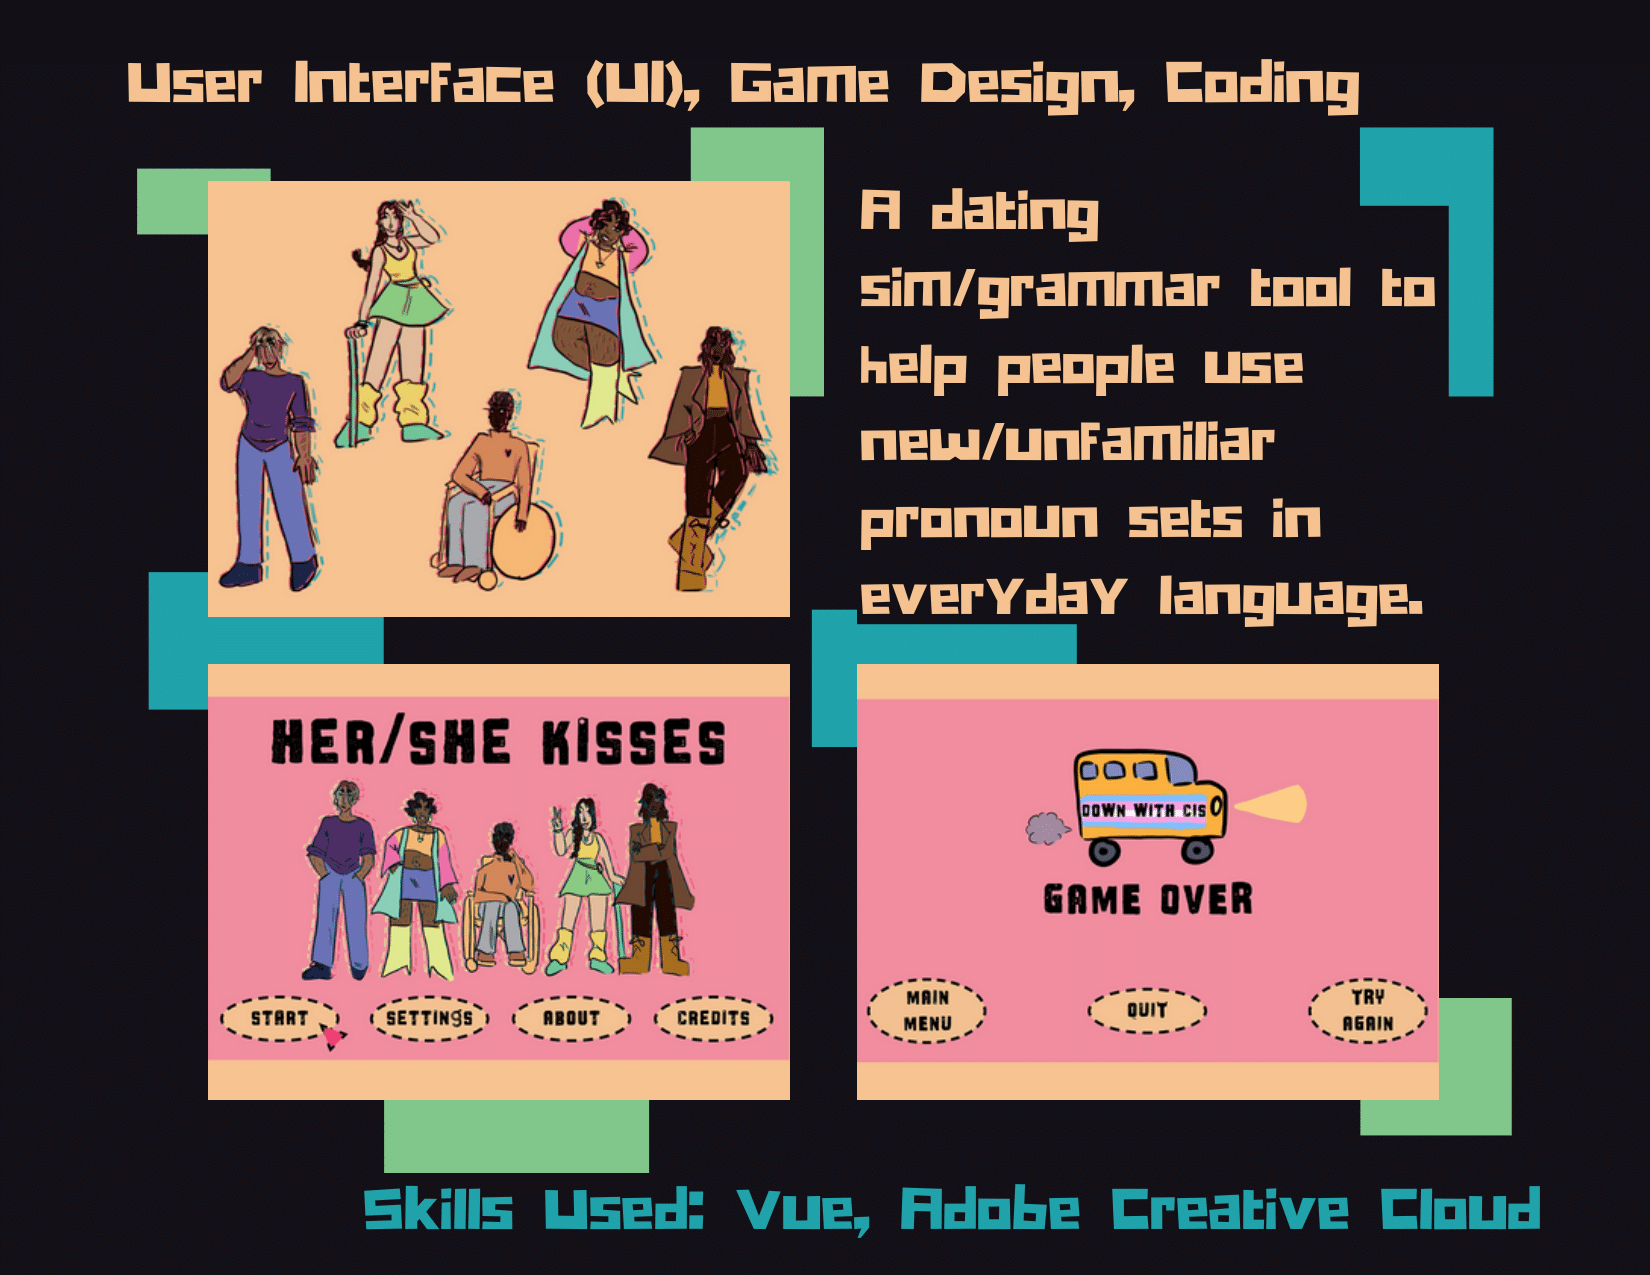 User Interface (UI), Game Design, Coding
A dating
sim/grammar tool to
help people use
new/unfamiliar
pronoun sets in
everyday language.
HER/SHE KISSES
START SETTINGS ABOUT CREDITS
DOWN WITH CIS
GAME OVER
MAIN
MENU
QUIT
TRY
AGAIN
Skills Used: Vue, Adobe Creative Cloud